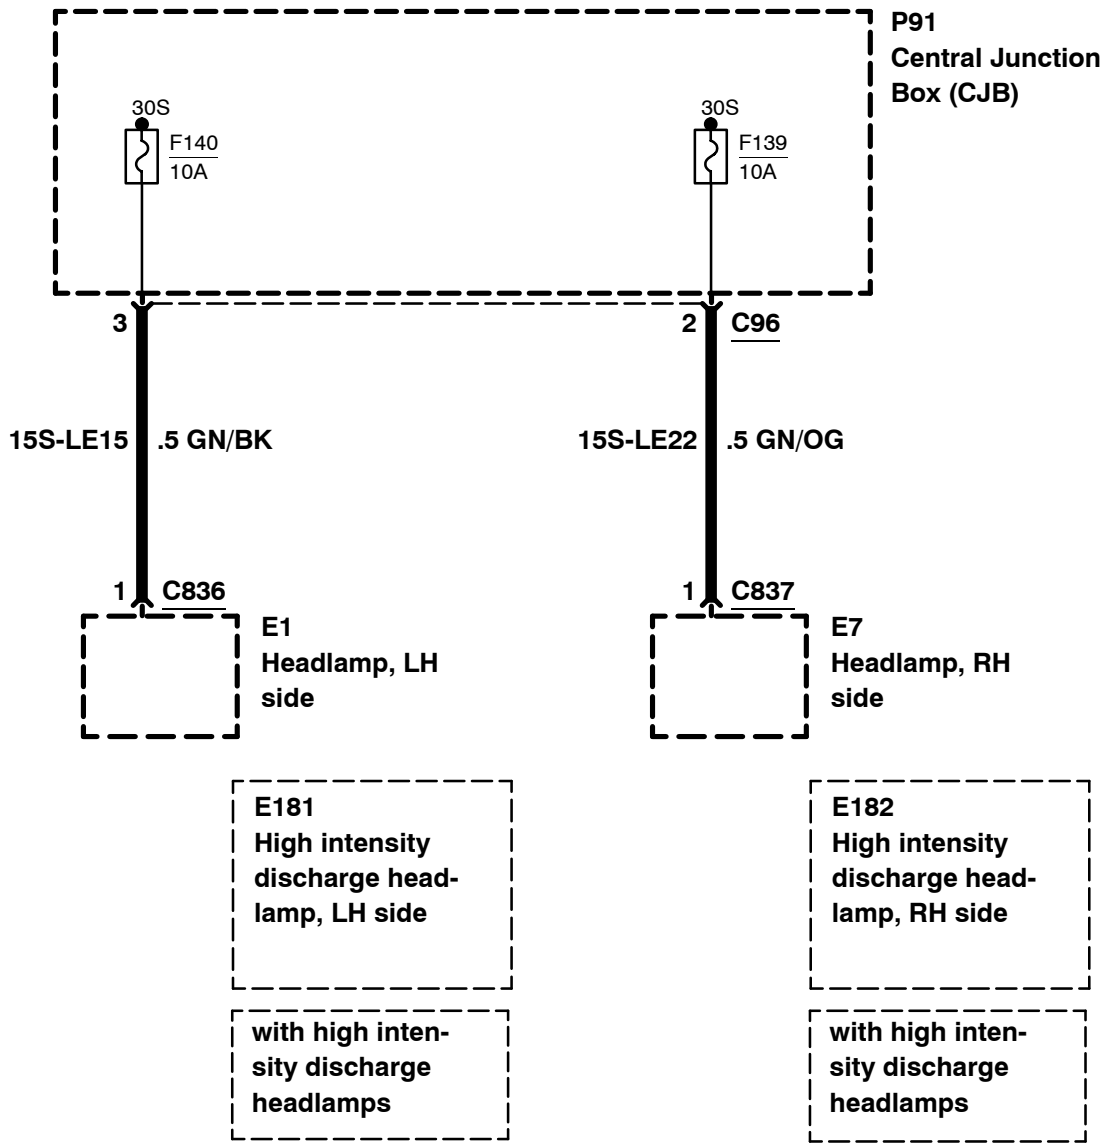 P91
Central Junction
Box (CJB)
30S
F140
10A
30S
F139
10A
3
2
C96
15S-LE15
.5 GN/BK
15S-LE22
.5 GN/OG
1
C836
1
C837
E1
Headlamp, LH
side
E7
Headlamp, RH
side
E181
High intensity
discharge head-
lamp, LH side
E182
High intensity
discharge head-
lamp, RH side
with high inten-
sity discharge
headlamps
with high inten-
sity discharge
headlamps